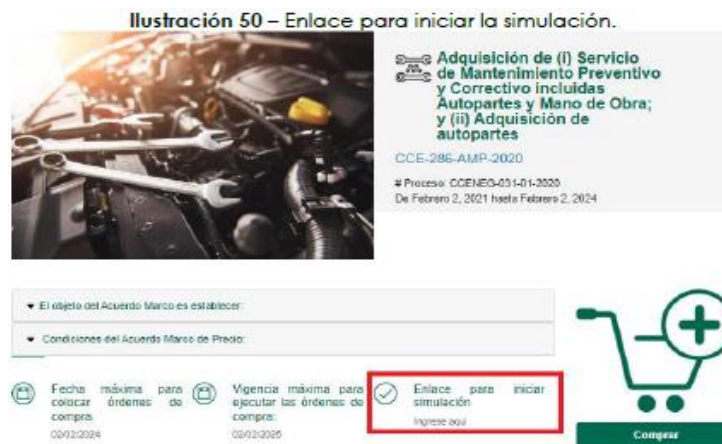 Ilustración 50 – Enlace para iniciar la simulación.
Adquisición de (i) Servicio
de Mantenimiento Preventivo
y Correctivo incluidas
Autopartes y Mano de Obra;
y (ii) Adquisición de
autopartes
CCE-286-AMP-2020
# Proceso: CCENEG-031-01-2020
De Febrero 2, 2021 hasta Febrero 2, 2024
El objeto del Acuerdo Marco es establecer:
Condiciones del Acuerdo Marco de Precio:
Fecha máxima para
colocar órdenes de
compra:
02/02/2024
Vigencia máxima para
ejecutar las órdenes de
compra:
02/02/2025
Enlace para iniciar
simulación
Ingrese aquí
Comprar